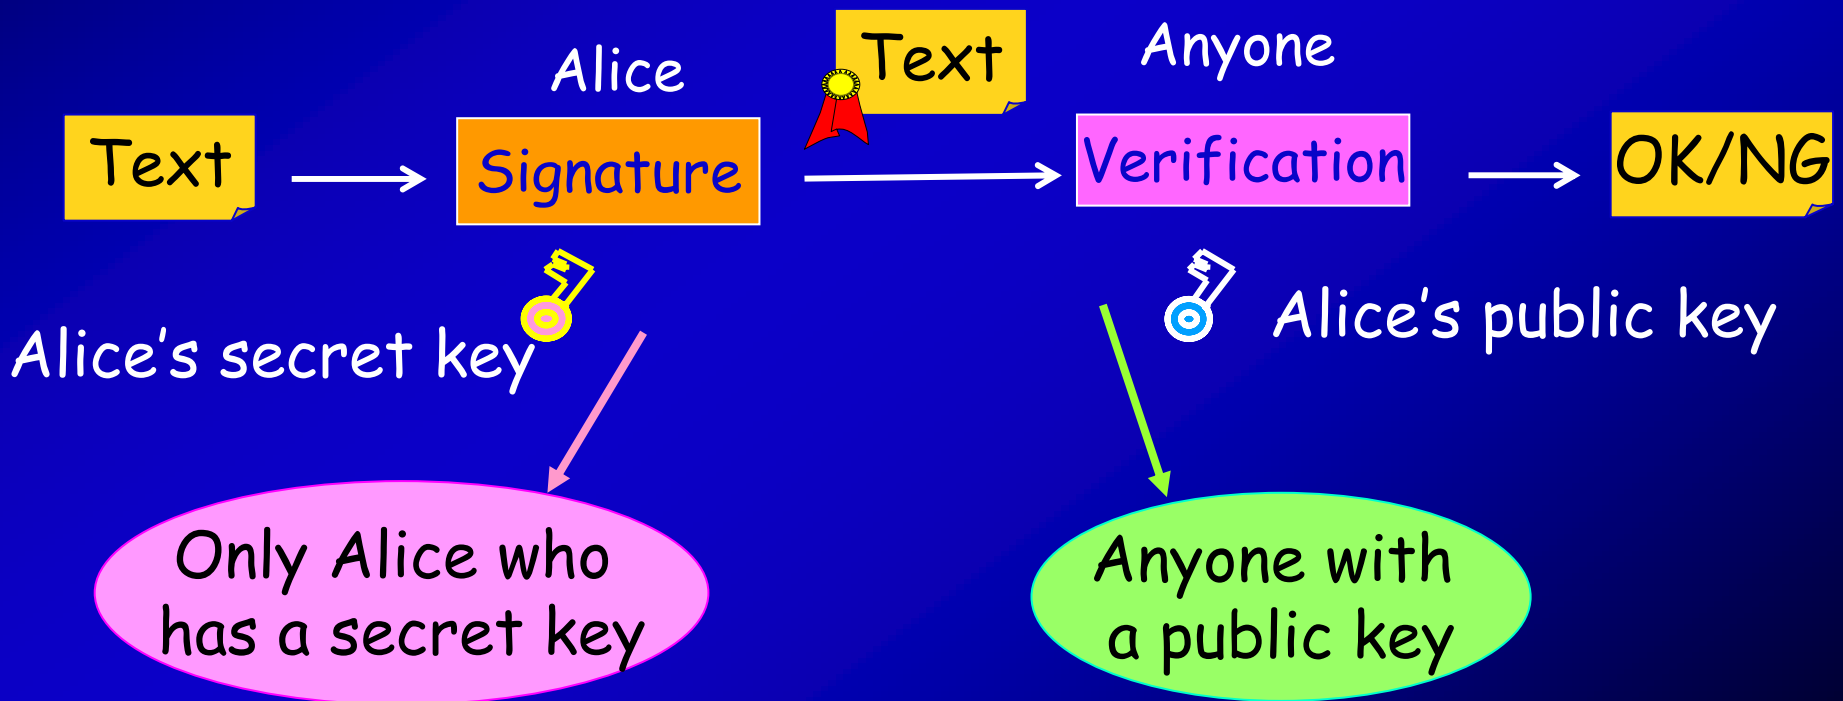 Alice
Text
Anyone
Text
Signature
Verification
OK/NG
Alice’s secret key
Alice’s public key
Only Alice who
has a secret key
Anyone with
a public key